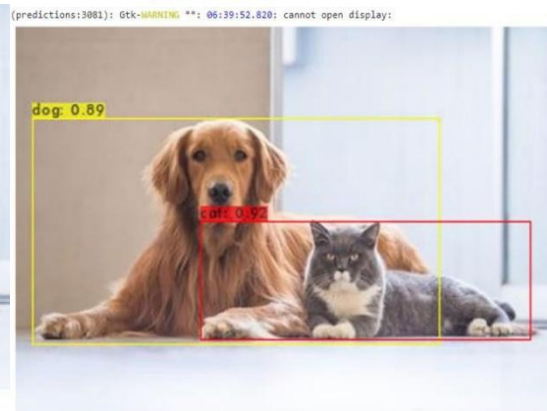 (predictions:3081): Gtk-WARNING **: 06:39:52.820: cannot open display:
dog: 0.89
cat: 0.92